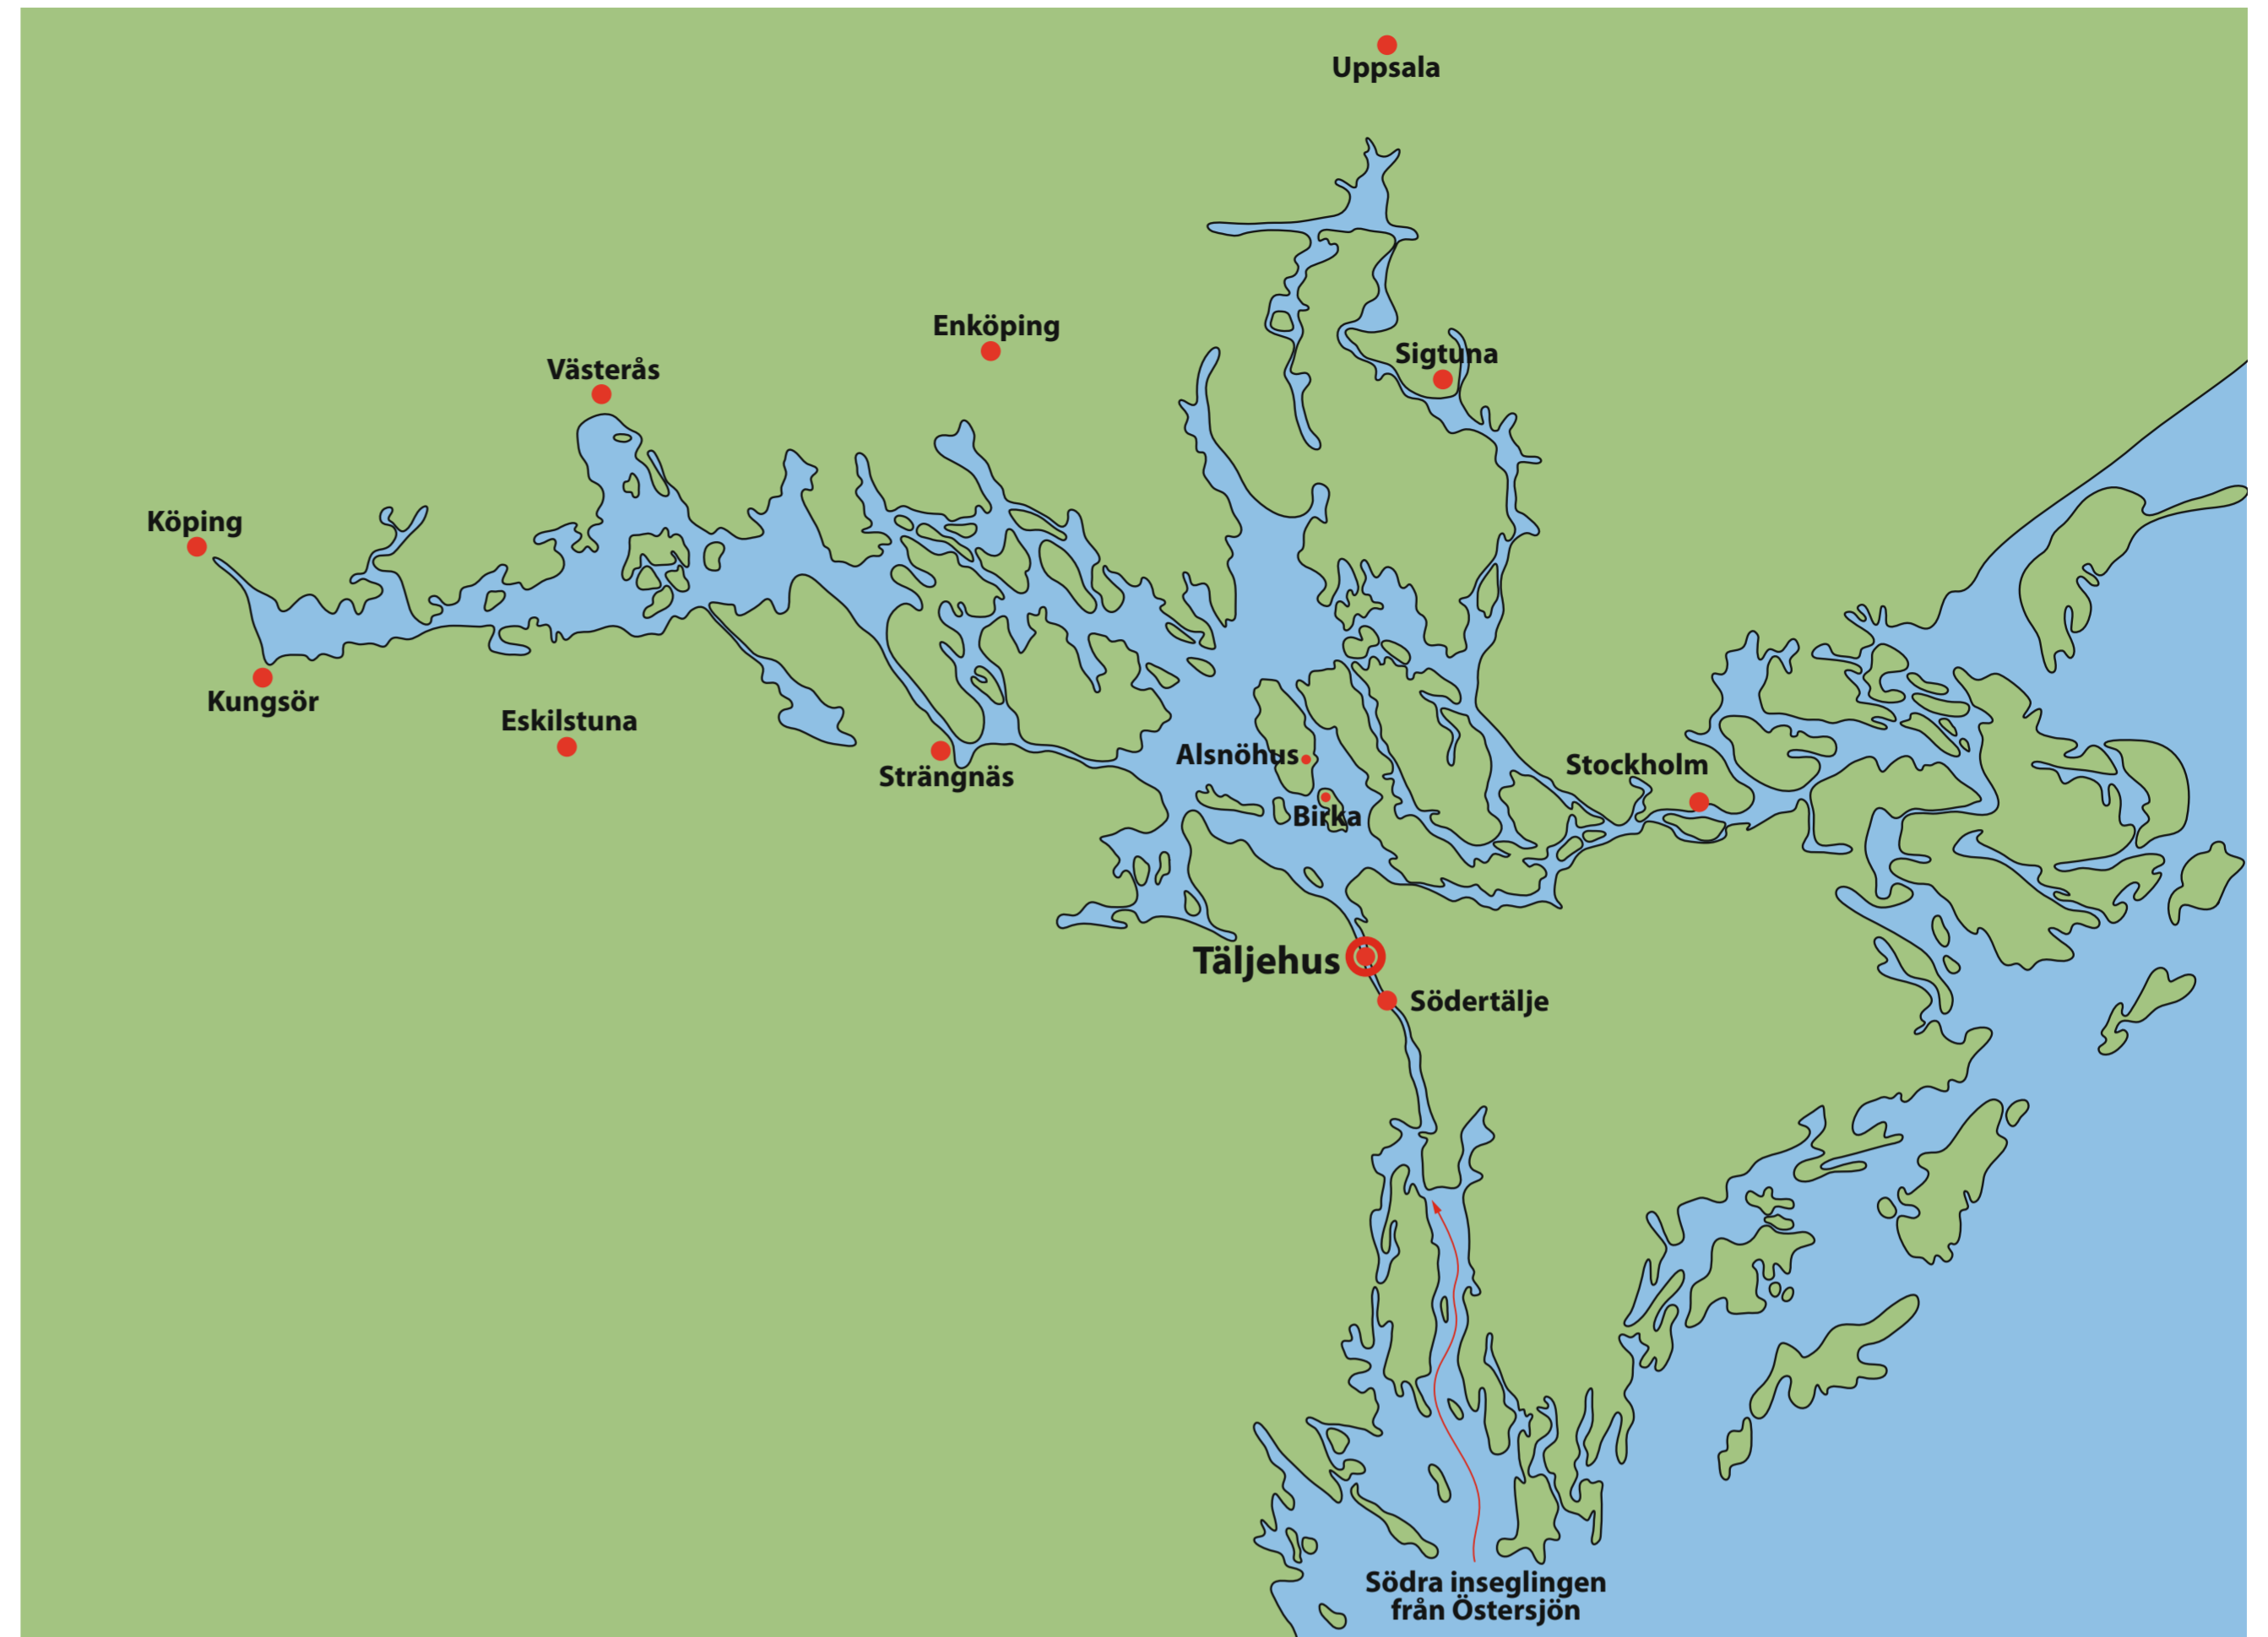 Uppsala
Enköping
Sigtuna
Västerås
Köping
Kungsör
Eskilstuna
Strängnäs
Alsnöhus
Stockholm
Birka
Täljehus
Södertälje
Södra inseglingen
från Östersjön